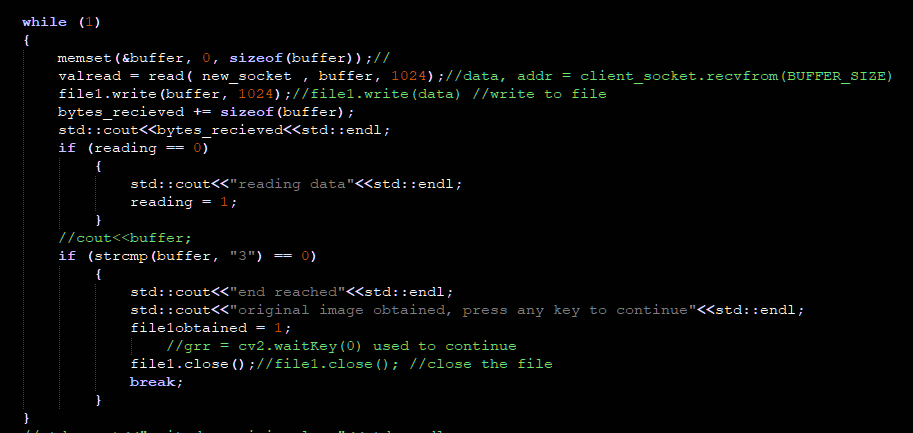 while (1)
{
memset(&buffer, 0, sizeof(buffer));//
valread = read( new_socket , buffer, 1024);//data, addr = client_socket.recvfrom(BUFFER_SIZE)
file1.write(buffer, 1024);//file1.write(data) //write to file
bytes_recieved += sizeof(buffer);
std::cout<<bytes_recieved<<std::endl;
if (reading == 0)
{
std::cout<<"reading data"<<std::endl;
reading = 1;
}
//cout<<buffer;
if (strcmp(buffer, "3") == 0)
{
std::cout<<"end reached"<<std::endl;
std::cout<<"original image obtained, press any key to continue"<<std::endl;
file1obtained = 1;
//grr = cv2.waitKey(0) used to continue
file1.close();//file1.close(); //close the file
break;
}
}